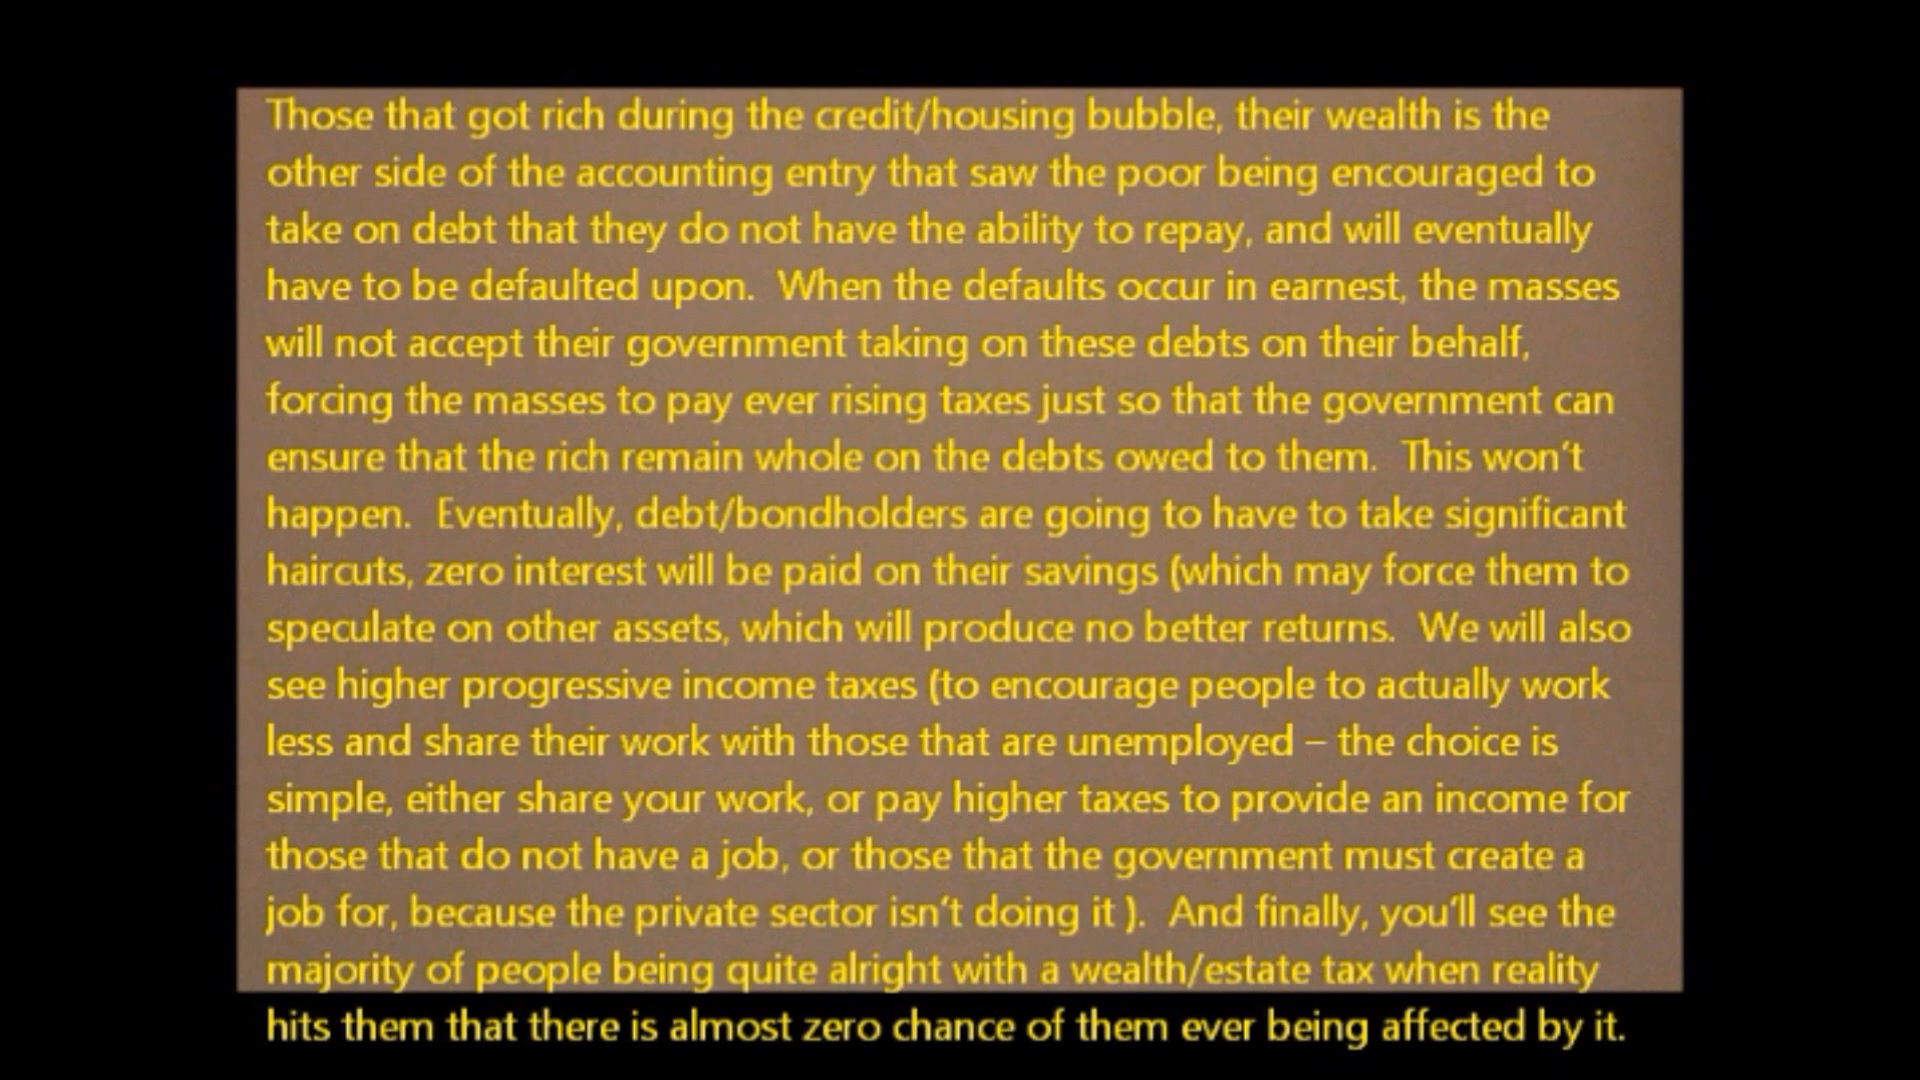 Those that got rich during the credit/housing bubble, their wealth is the
other side of the accounting entry that saw the poor being encouraged to
take on debt that they do not have the ability to repay, and will eventually
have to be defaulted upon.  When the defaults occur in earnest, the masses
will not accept their government taking on these debts on their behalf,
forcing the masses to pay ever rising taxes just so that the government can
ensure that the rich remain whole on the debts owed to them.  This won't
happen.  Eventually, debt/bondholders are going to have to take significant
haircuts, zero interest will be paid on their savings (which may force them to
speculate on other assets, which will produce no better returns.  We will also
see higher progressive income taxes (to encourage people to actually work
less and share their work with those that are unemployed – the choice is
simple, either share your work, or pay higher taxes to provide an income for
those that do not have a job, or those that the government must create a
job for, because the private sector isn't doing it ).  And finally, you'll see the
majority of people being quite alright with a wealth/estate tax when reality
hits them that there is almost zero chance of them ever being affected by it.